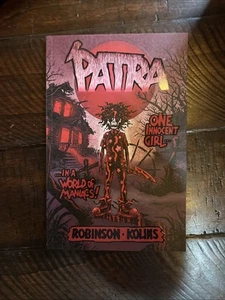 'PATRA
ONE
INNOCENT
GIRL
...IN A
WORLD OF
MANIACS!
ROBINSON • KOLINS